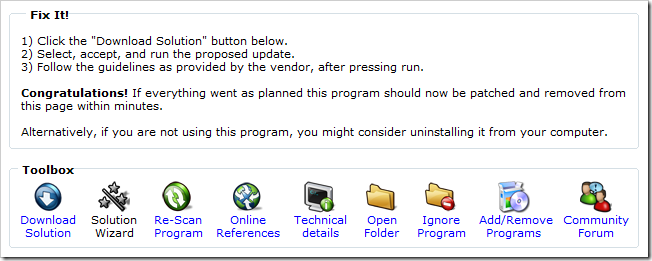 Fix It!
1) Click the "Download Solution" button below.
2) Select, accept, and run the proposed update.
3) Follow the guidelines as provided by the vendor, after pressing run.
Congratulations! If everything went as planned this program should now be patched and removed from
this page within minutes.
Alternatively, if you are not using this program, you might consider uninstalling it from your computer.
Toolbox
Download Solution
Solution Wizard
Re-Scan Program
Online References
Technical details
Open Folder
Ignore Program
Add/Remove Programs
Community Forum